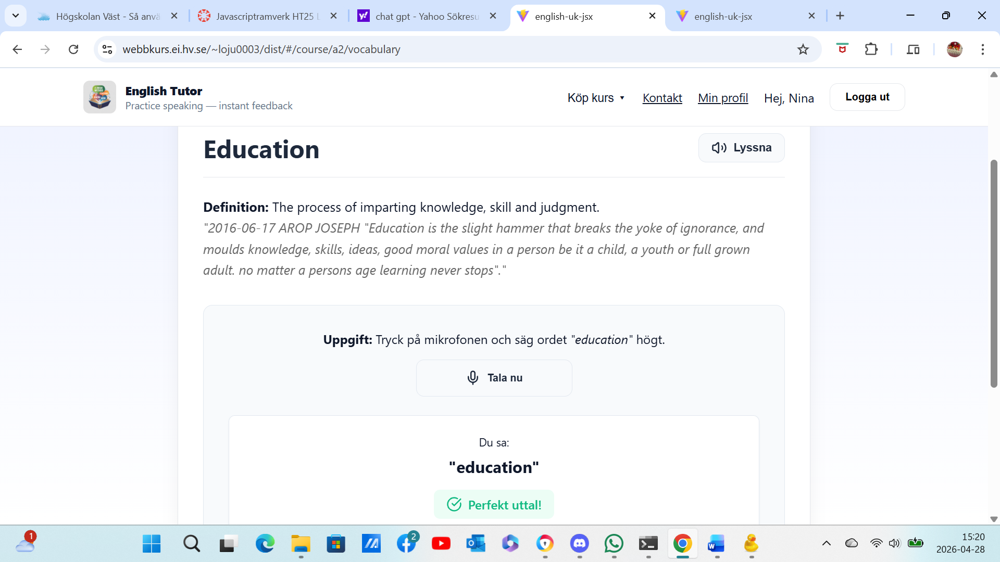 Högskolan Väst - Så anvä
Javascriptramverk HT25 L
chat gpt - Yahoo Sökresu
english-uk-jsx
english-uk-jsx
webbkurs.ei.hv.se/~loju0003/dist/#/course/a2/vocabulary
English Tutor
Practice speaking — instant feedback
Köp kurs
Kontakt
Min profil
Hej, Nina
Logga ut
Education
Lyssna
Definition: The process of imparting knowledge, skill and judgment.
"2016-06-17 AROP JOSEPH "Education is the slight hammer that breaks the yoke of ignorance, and
moulds knowledge, skills, ideas, good moral values in a person be it a child, a youth or full grown
adult. no matter a persons age learning never stops"."
Uppgift: Tryck på mikrofonen och säg ordet "education" högt.
Tala nu
Du sa:
"education"
Perfekt uttal!
1
2
15:20
2026-04-28